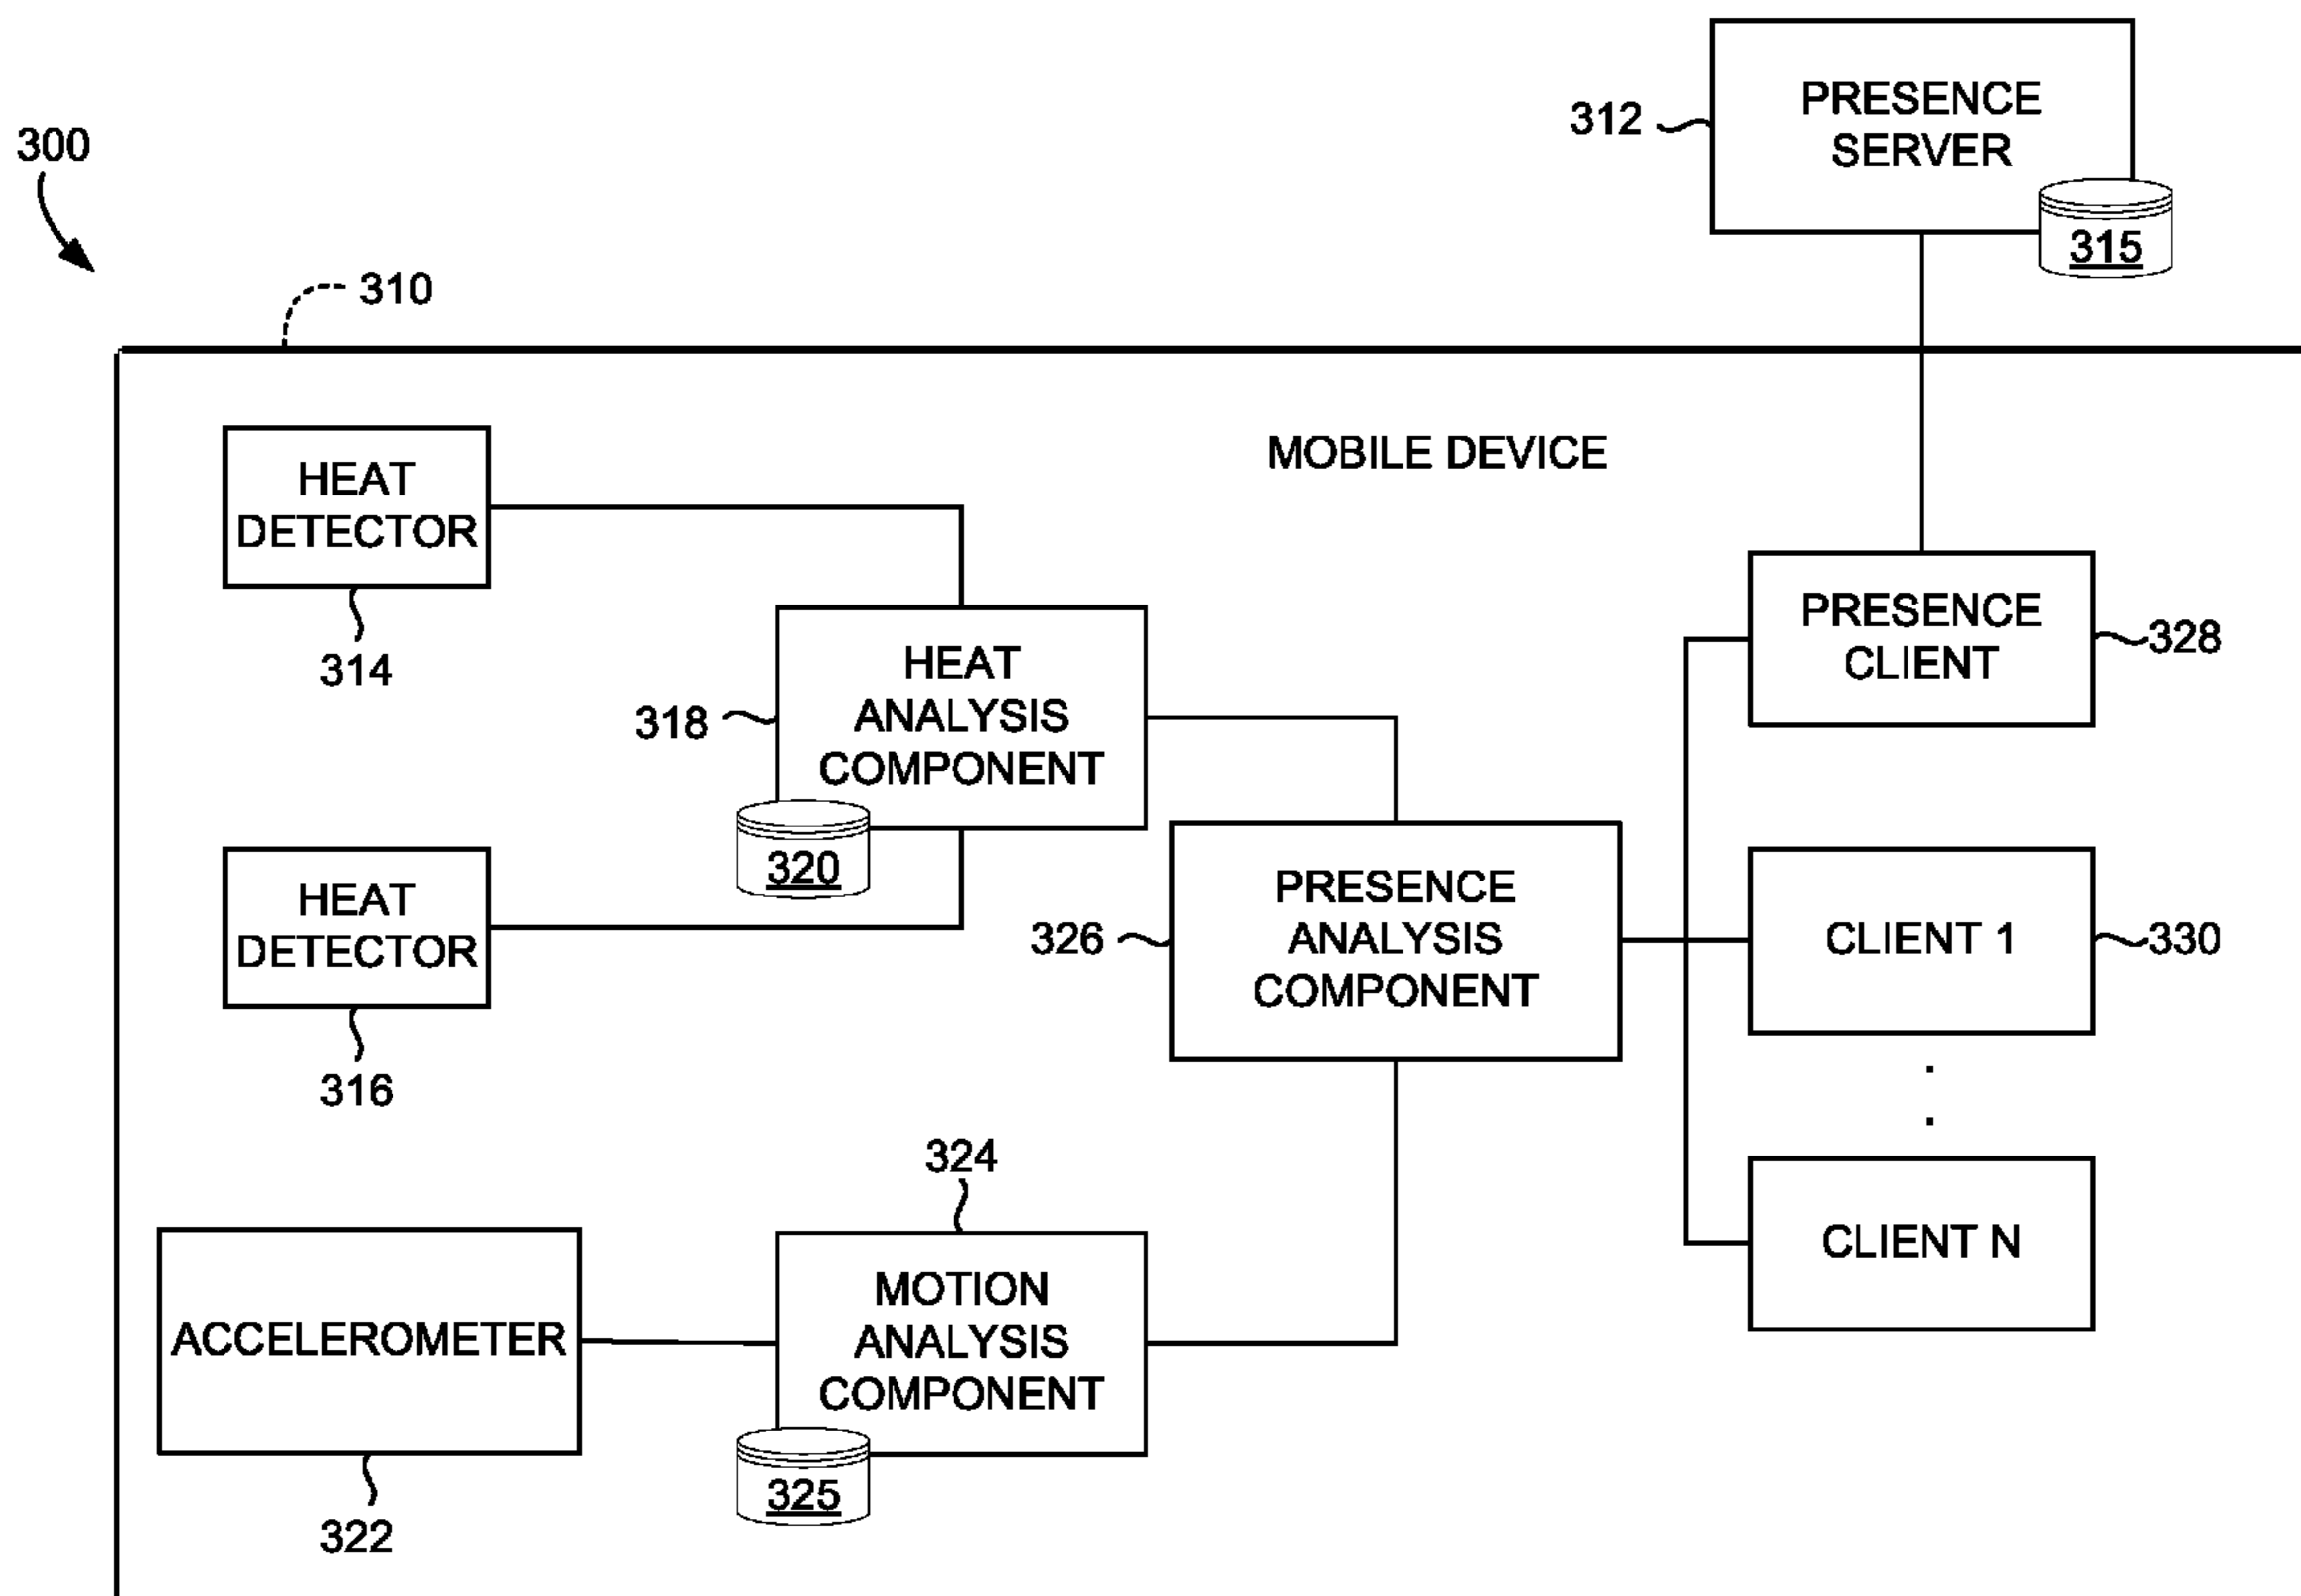 300
312
PRESENCE
SERVER
315
310
MOBILE DEVICE
HEAT
DETECTOR
314
318
HEAT
ANALYSIS
COMPONENT
320
PRESENCE
CLIENT
328
HEAT
DETECTOR
316
326
PRESENCE
ANALYSIS
COMPONENT
CLIENT 1
330
.
.
CLIENT N
324
ACCELEROMETER
322
MOTION
ANALYSIS
COMPONENT
325